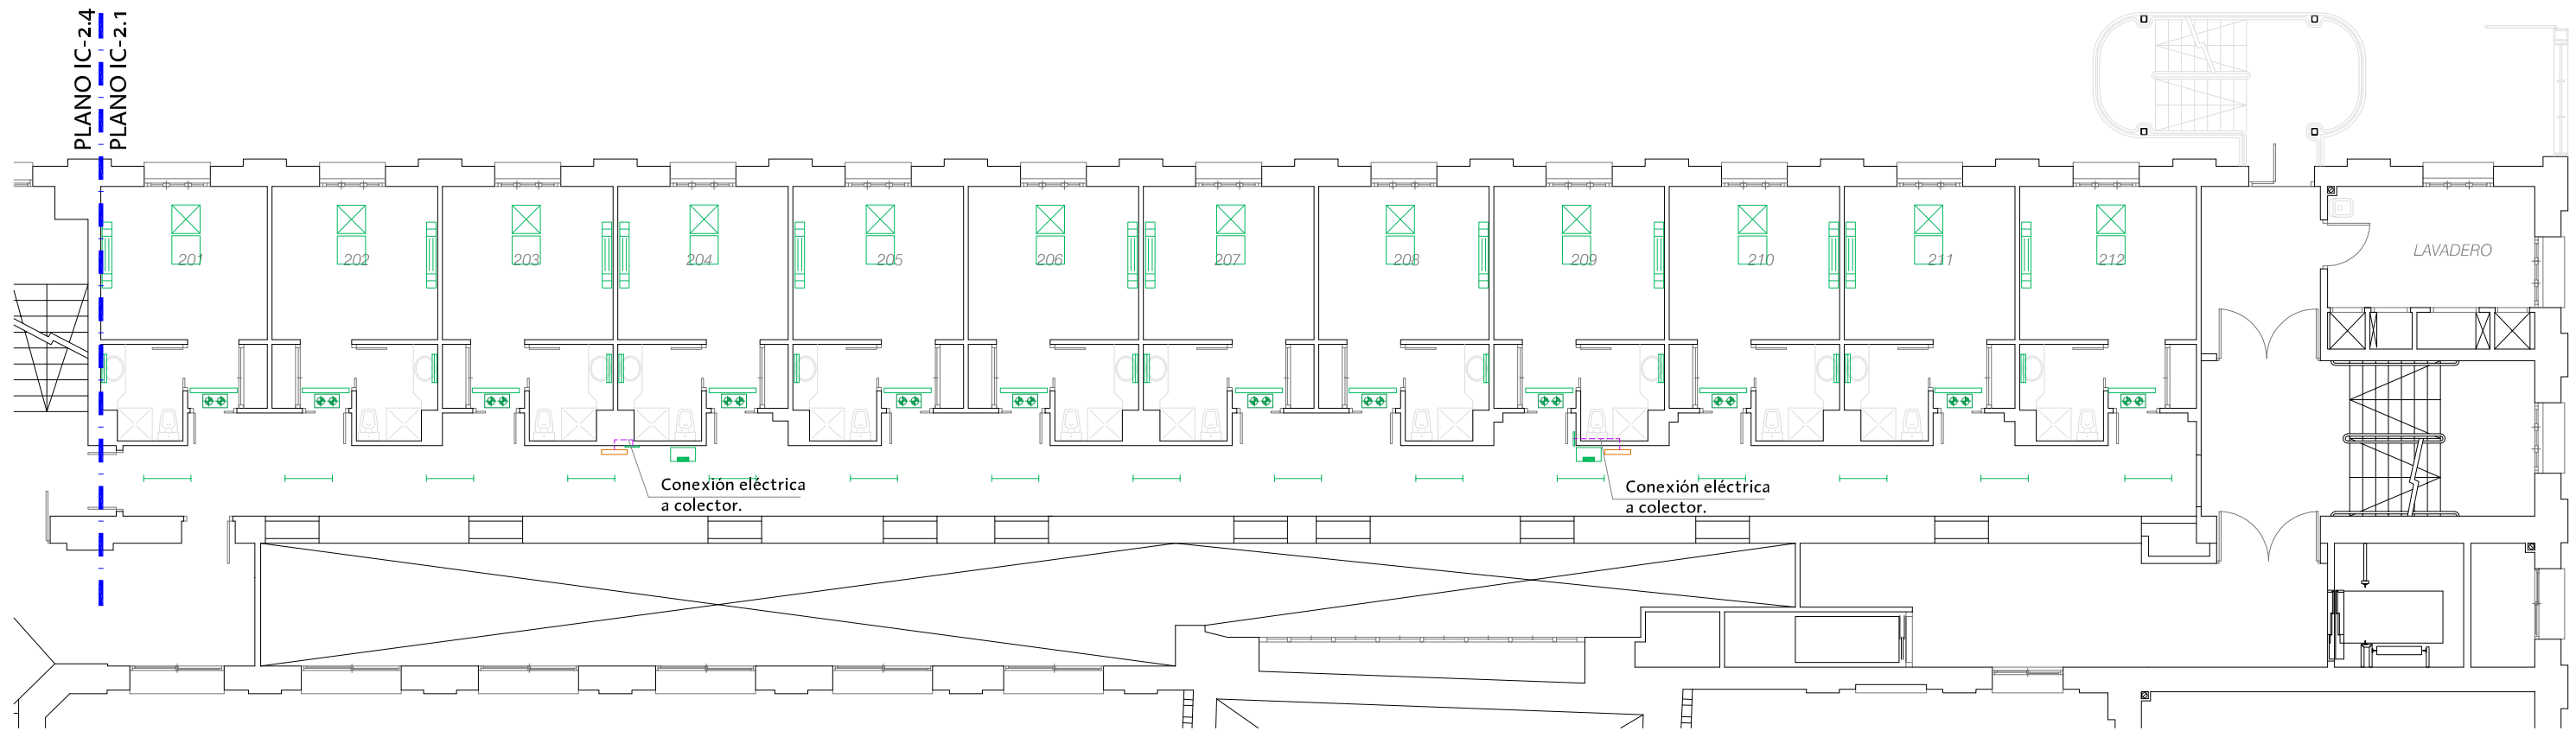 PLANO IC-2.4
PLANO IC-2.1
201
202
203
204
205
206
207
208
209
210
211
212
LAVADERO
Conexión eléctrica
a colector.
Conexión eléctrica
a colector.